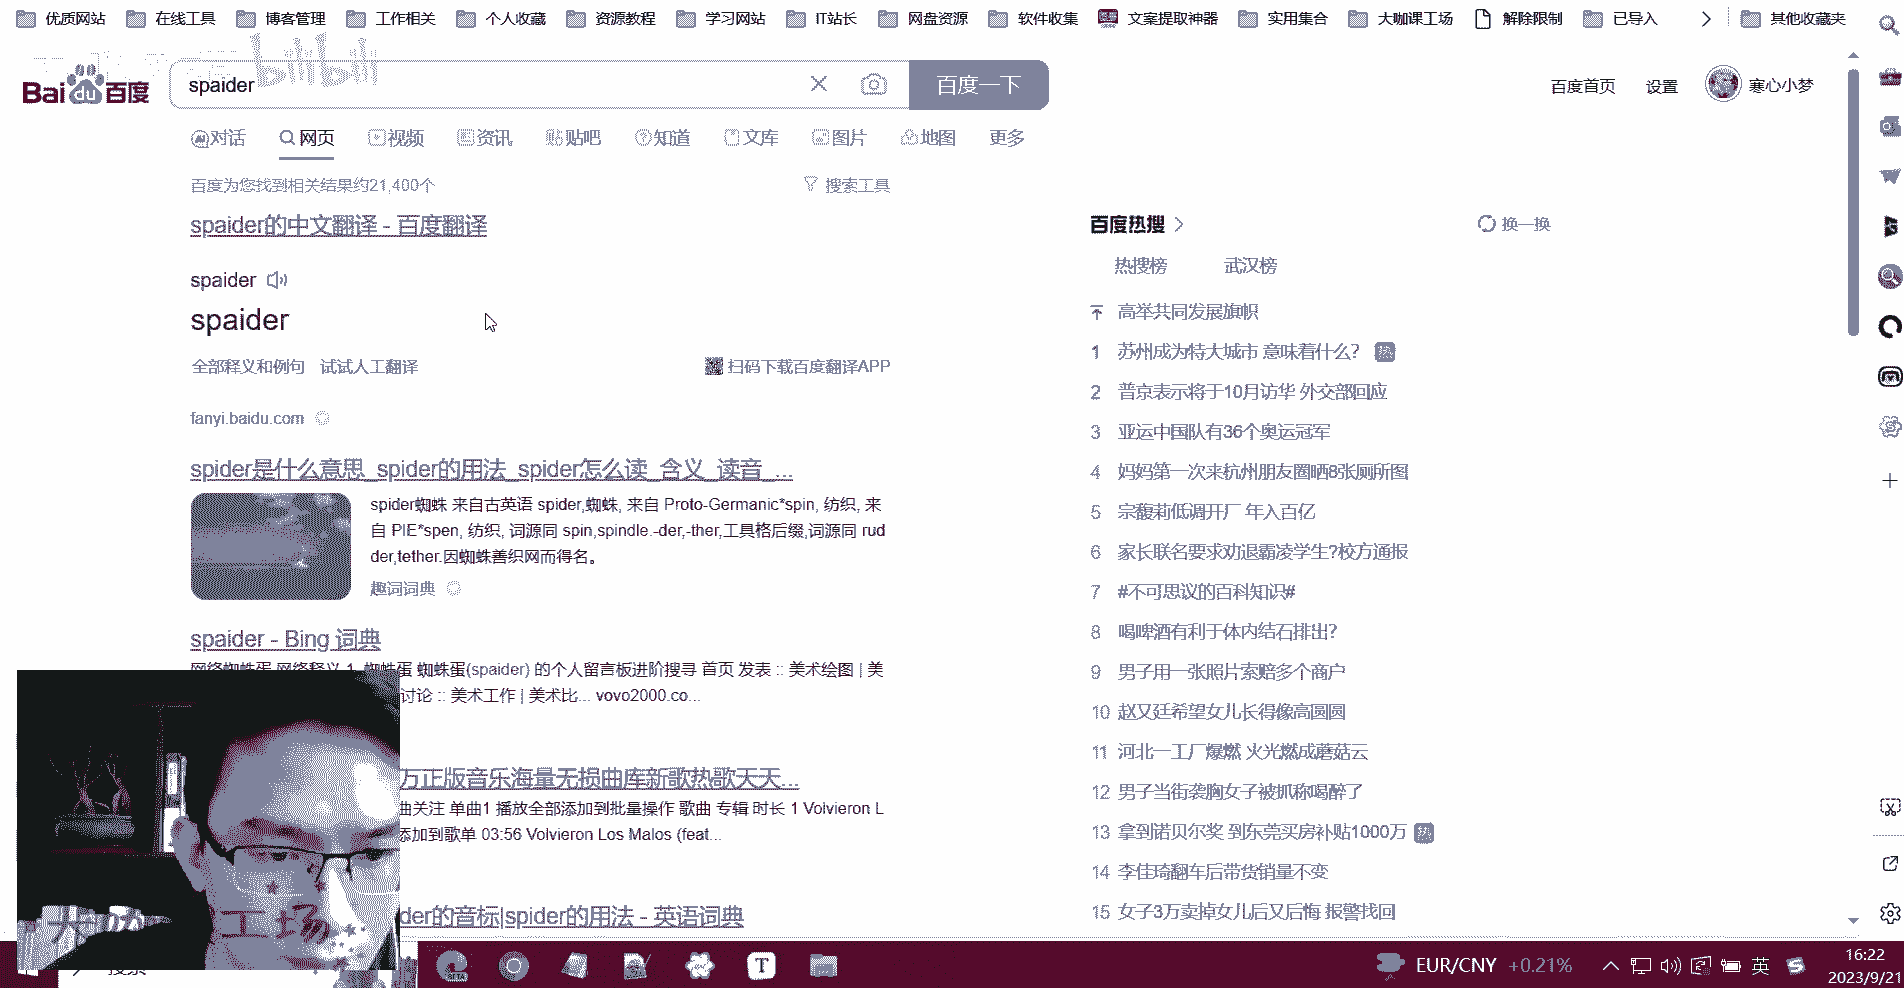 优质网站 在线工具 博客管理 工作相关 个人收藏 资源教程 学习网站 IT站长 网盘资源 软件收集 文案提取神器 实用集合 大咖课工场 解除限制 已导入 其他收藏夹
bilibili
Bai du 百度 spaider 百度一下 百度首页 设置 寒心小梦
对话 网页 视频 资讯 贴吧 知道 文库 图片 地图 更多
百度为您找到相关结果约21,400个 搜索工具
spaider的中文翻译 - 百度翻译
spaider
spaider
全部释义和例句 试试人工翻译 扫码下载百度翻译APP
fanyi.baidu.com
spider是什么意思_spider的用法_spider怎么读_含义_读音_...
spider蜘蛛 来自古英语 spider,蜘蛛, 来自 Proto-Germanic*spin, 纺织, 来
自 PIE*spen, 纺织, 词源同 spin,spindle.-der,-ther,工具格后缀,词源同 rud
der,tether.因蜘蛛善织网而得名。
趣词词典
spaider - Bing 词典
网络蜘蛛蛋 网络释义 1. 蜘蛛蛋 蜘蛛蛋(spaider) 的个人留言板进阶搜寻 首页 发表 :: 美术绘图 | 美
讨论 :: 美术工作 | 美术比... vovo2000.co...
万正版音乐海量无损曲库新歌热歌天天...
曲关注 单曲1 播放全部添加到批量操作 歌曲 专辑 时长 1 Volvieron L
添加到歌单 03:56 Volvieron Los Malos (feat...
der的音标|spider的用法 - 英语词典
百度热搜 换一换
热搜榜 武汉榜
高举共同发展旗帜
1 苏州成为特大城市 意味着什么? 热
2 普京表示将于10月访华 外交部回应
3 亚运中国队有36个奥运冠军
4 妈妈第一次来杭州朋友圈晒8张厕所图
5 宗馥莉低调开厂 年入百亿
6 家长联名要求劝退霸凌学生?校方通报
7 #不可思议的百科知识#
8 喝啤酒有利于体内结石排出?
9 男子用一张照片索赔多个商户
10 赵又廷希望女儿长得像高圆圆
11 河北一工厂爆燃 火光燃成蘑菇云
12 男子当街袭胸女子被抓称喝醉了
13 拿到诺贝尔奖 到东莞买房补贴1000万 热
14 李佳琦翻车后带货销量不变
15 女子3万卖掉女儿后又后悔 报警找回
大咖 工场
搜索 BETA T EUR/CNY +0.21% 英 16:22
2023/9/21